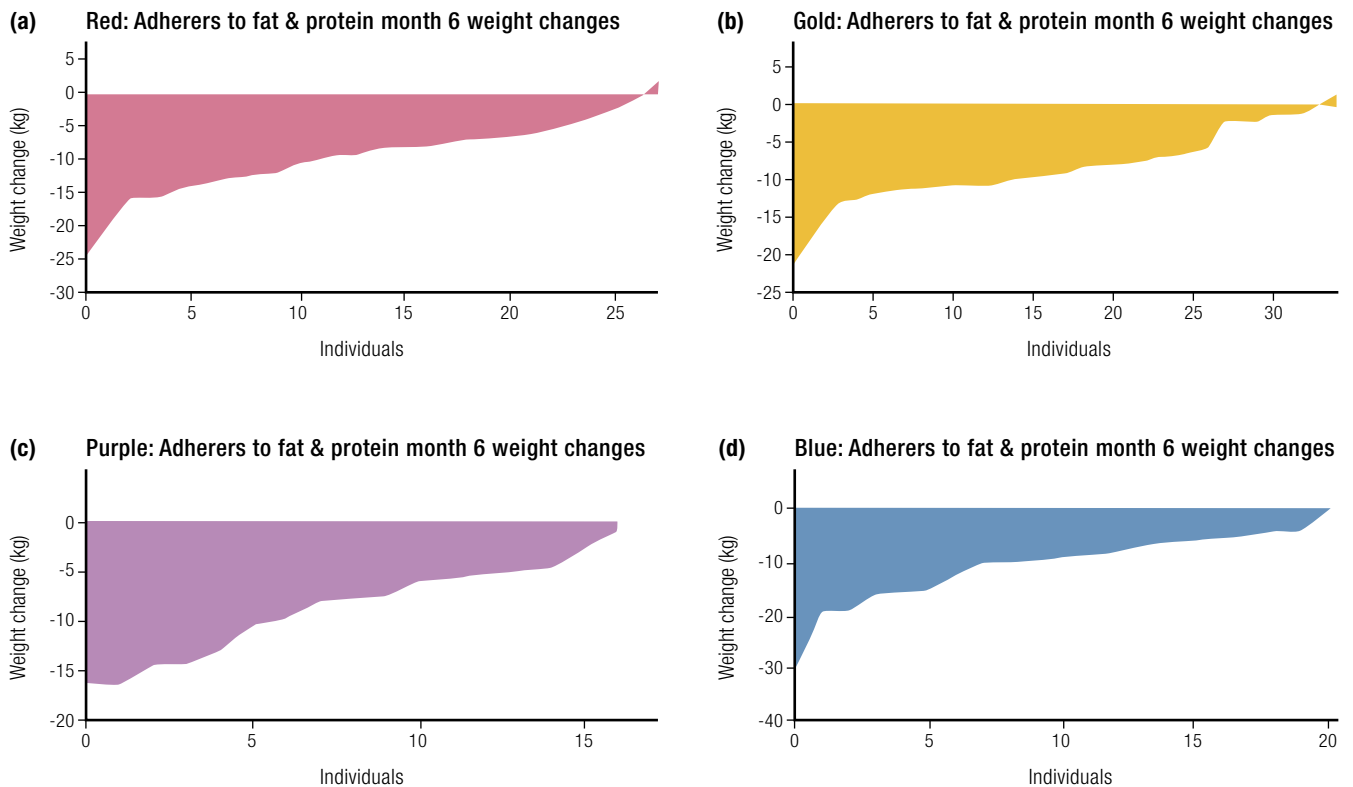 (a) Red: Adherers to fat & protein month 6 weight changes
5
0
-5
-10
-15
-20
-25
-30
Weight change (kg)
0 5 10 15 20 25
Individuals
(b) Gold: Adherers to fat & protein month 6 weight changes
5
0
-5
-10
-15
-20
-25
Weight change (kg)
0 5 10 15 20 25 30
Individuals
(c) Purple: Adherers to fat & protein month 6 weight changes
0
-5
-10
-15
-20
Weight change (kg)
0 5 10 15
Individuals
(d) Blue: Adherers to fat & protein month 6 weight changes
0
-10
-20
-30
-40
Weight change (kg)
0 5 10 15 20
Individuals